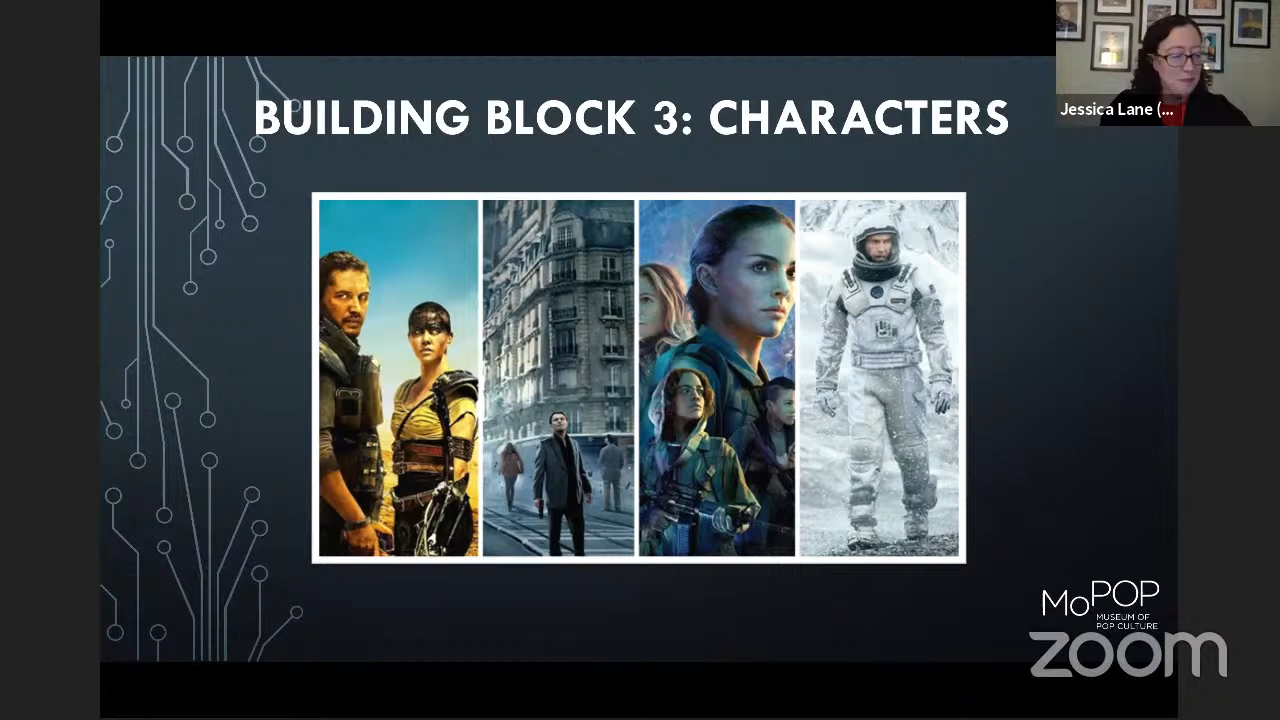 BUILDING BLOCK 3: CHARACTERS
Jessica Lane (...
MoPOP
MUSEUM OF
POP CULTURE
zoom